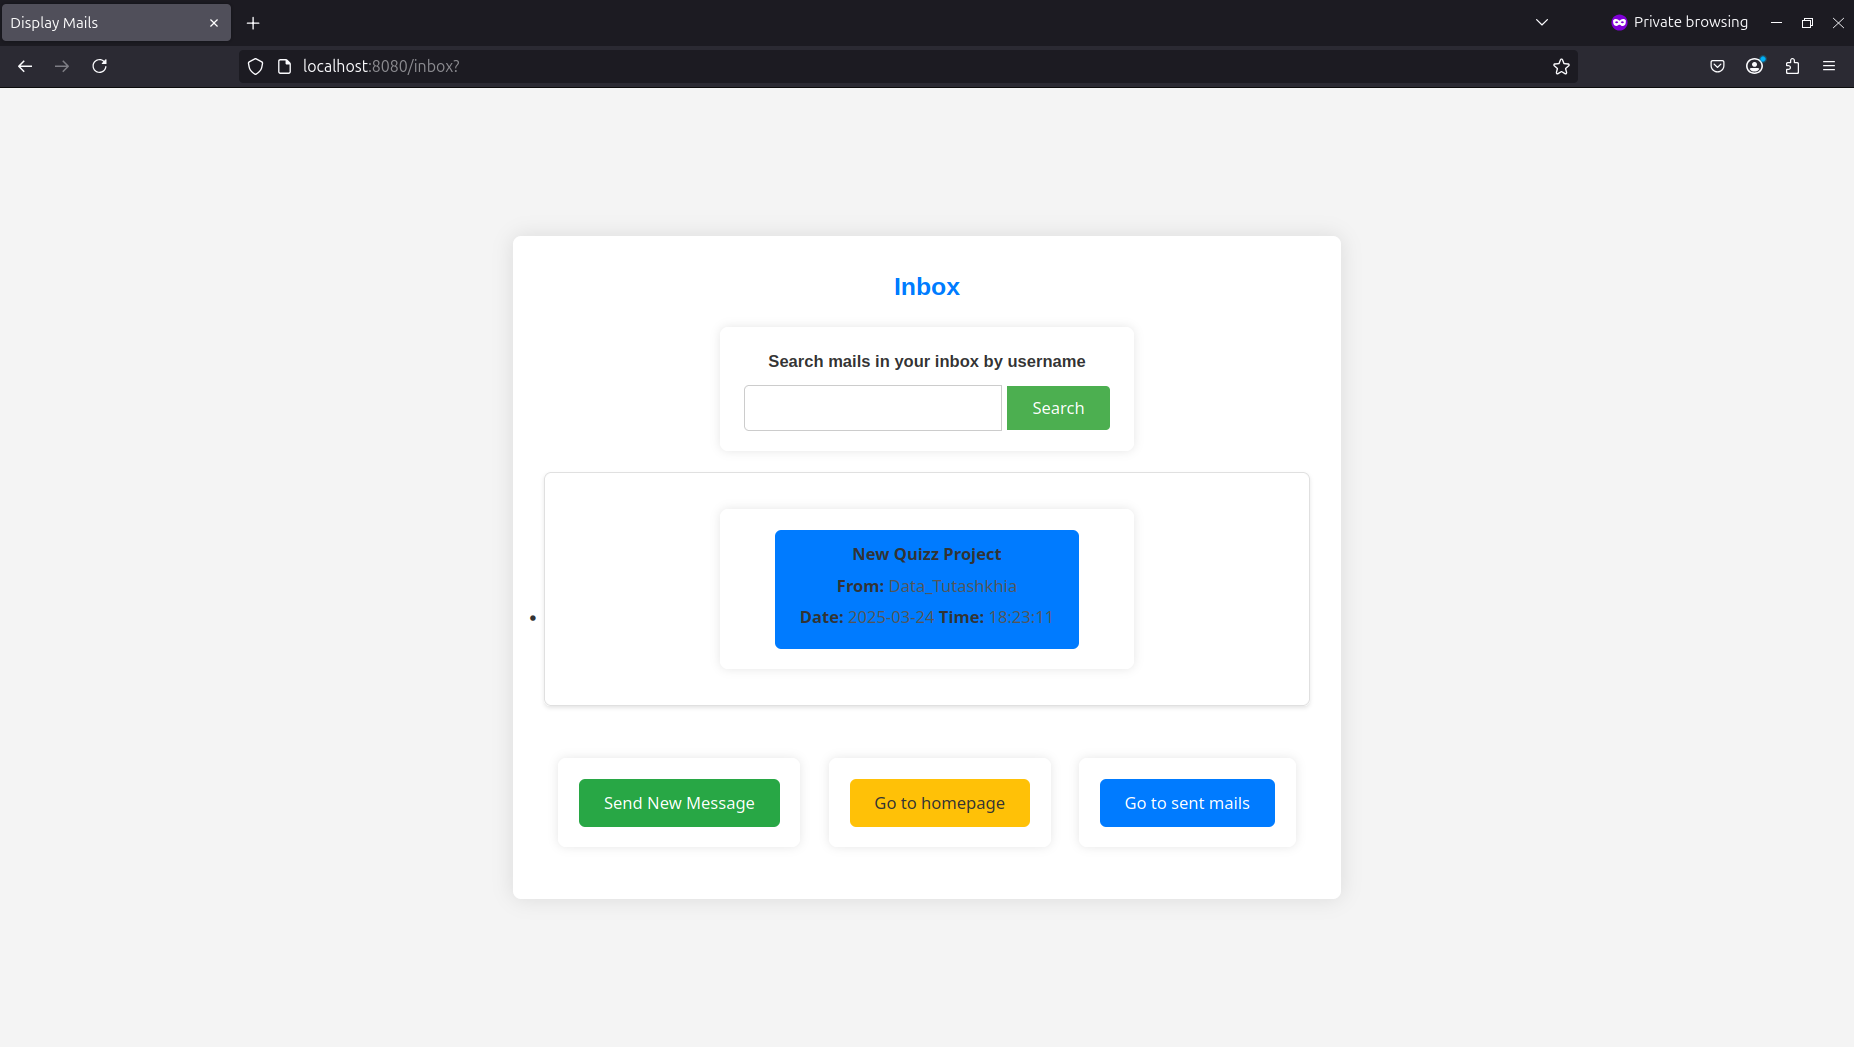 Display Mails
Private browsing
localhost:8080/inbox?
Inbox
Search mails in your inbox by username
Search
New Quizz Project
From: Data_Tutashkhia
Date: 2025-03-24 Time: 18:23:11
Send New Message
Go to homepage
Go to sent mails